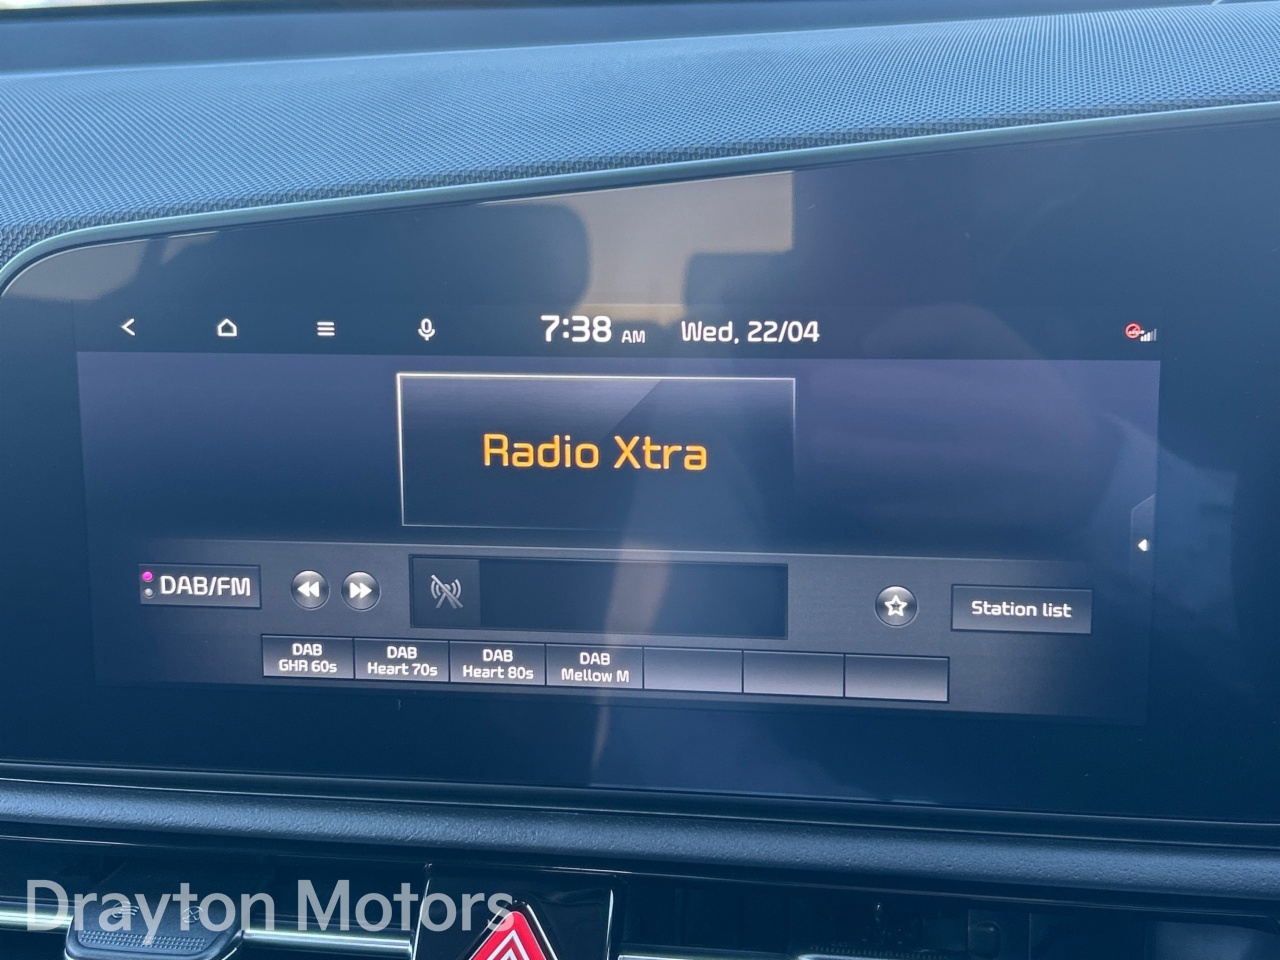 7:38 AM Wed, 22/04
Radio Xtra
DAB/FM
Station list
DAB
GHR 60s
DAB
Heart 70s
DAB
Heart 80s
DAB
Mellow M
Drayton Motors